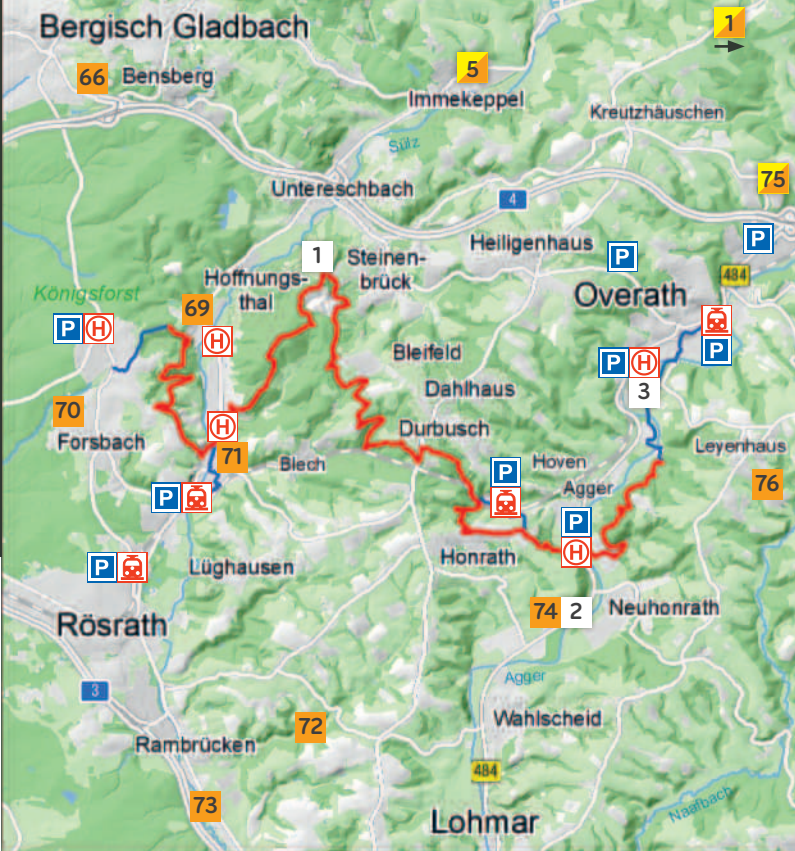 1
Bergisch Gladbach
66
Bensberg
5
Immekeppel
Kreutzhäuschen
Sülz
75
Untereschbach
4
P
Heiligenhaus
P
1
Steinen-
brück
Hoffnungs-
thal
484
Königsforst
Overath
69
P H
H
P
P H
3
Bleifeld
Dahlhaus
70
Forsbach
H
Durbusch
71
Blech
Leyenhaus
76
P
Hoven
Agger
P
P
H
Honrath
P
Lüghausen
74 2
Neuhonrath
Rösrath
Agger
3
Wahlscheid
72
Rambrücken
484
73
Naafbach
Lohmar